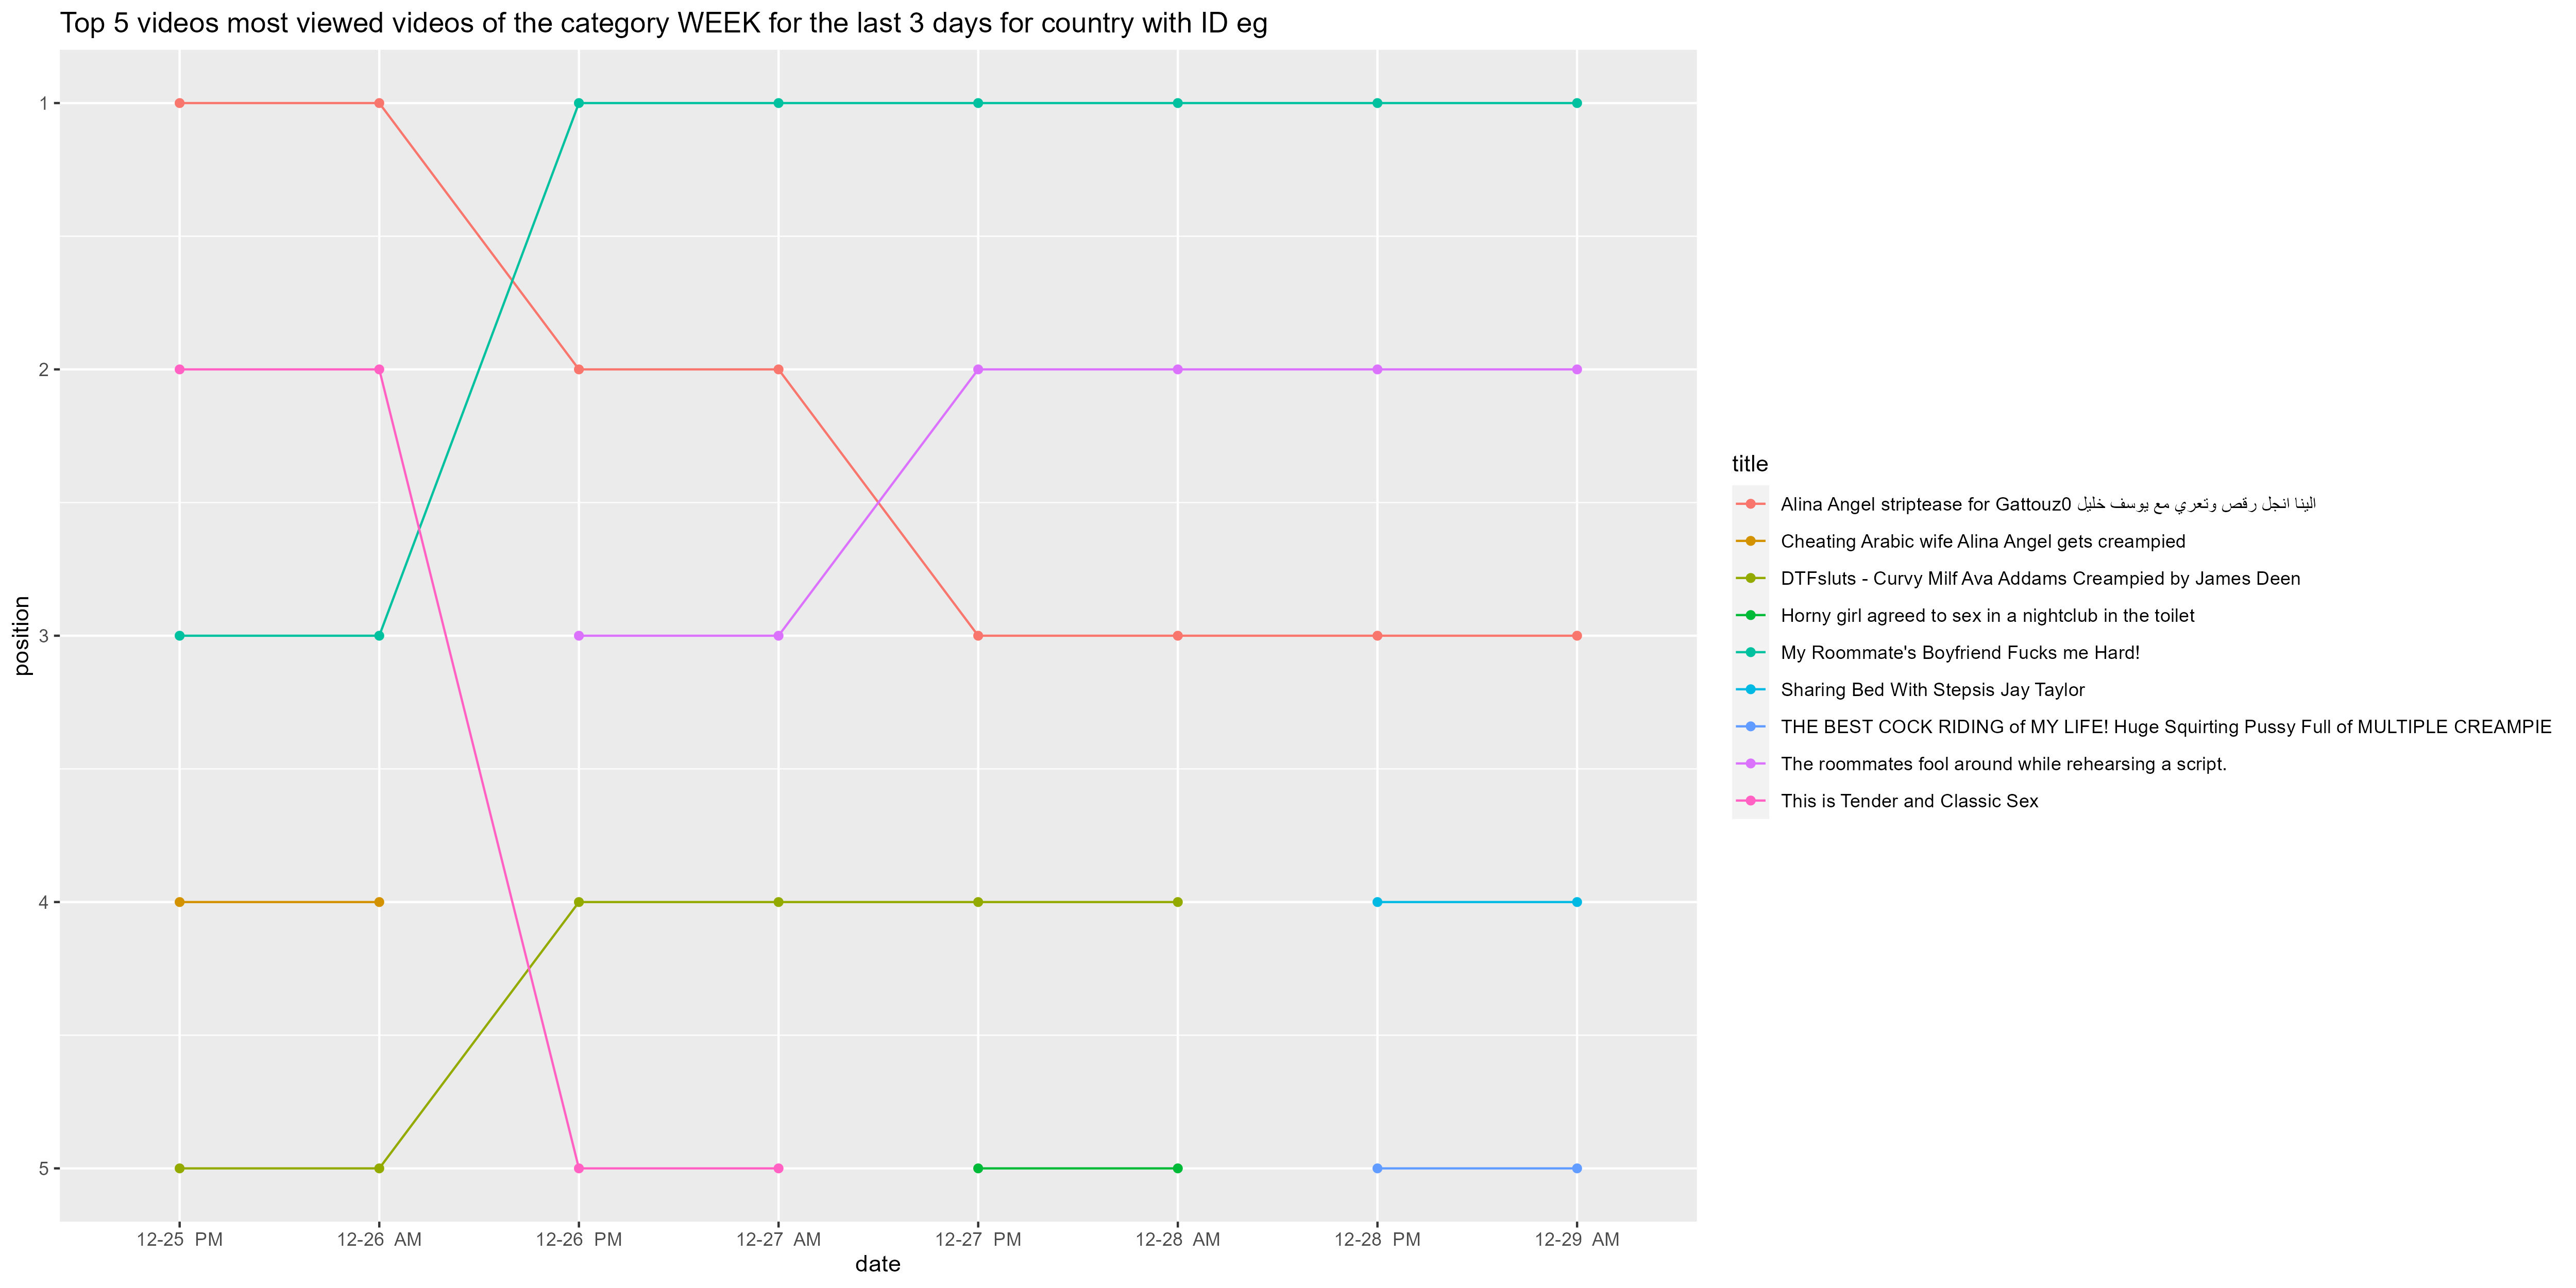 Top 5 videos most viewed videos of the category WEEK for the last 3 days for country with ID eg
position
1
2
3
4
5
12-25 PM
12-26 AM
12-26 PM
12-27 AM
12-27 PM
12-28 AM
12-28 PM
12-29 AM
date
title
Alina Angel striptease for Gattouz0 الينا انجل رقص وتعري مع يوسف خليل
Cheating Arabic wife Alina Angel gets creampied
DTFsluts - Curvy Milf Ava Addams Creampied by James Deen
Horny girl agreed to sex in a nightclub in the toilet
My Roommate's Boyfriend Fucks me Hard!
Sharing Bed With Stepsis Jay Taylor
THE BEST COCK RIDING of MY LIFE! Huge Squirting Pussy Full of MULTIPLE CREAMPIE
The roommates fool around while rehearsing a script.
This is Tender and Classic Sex